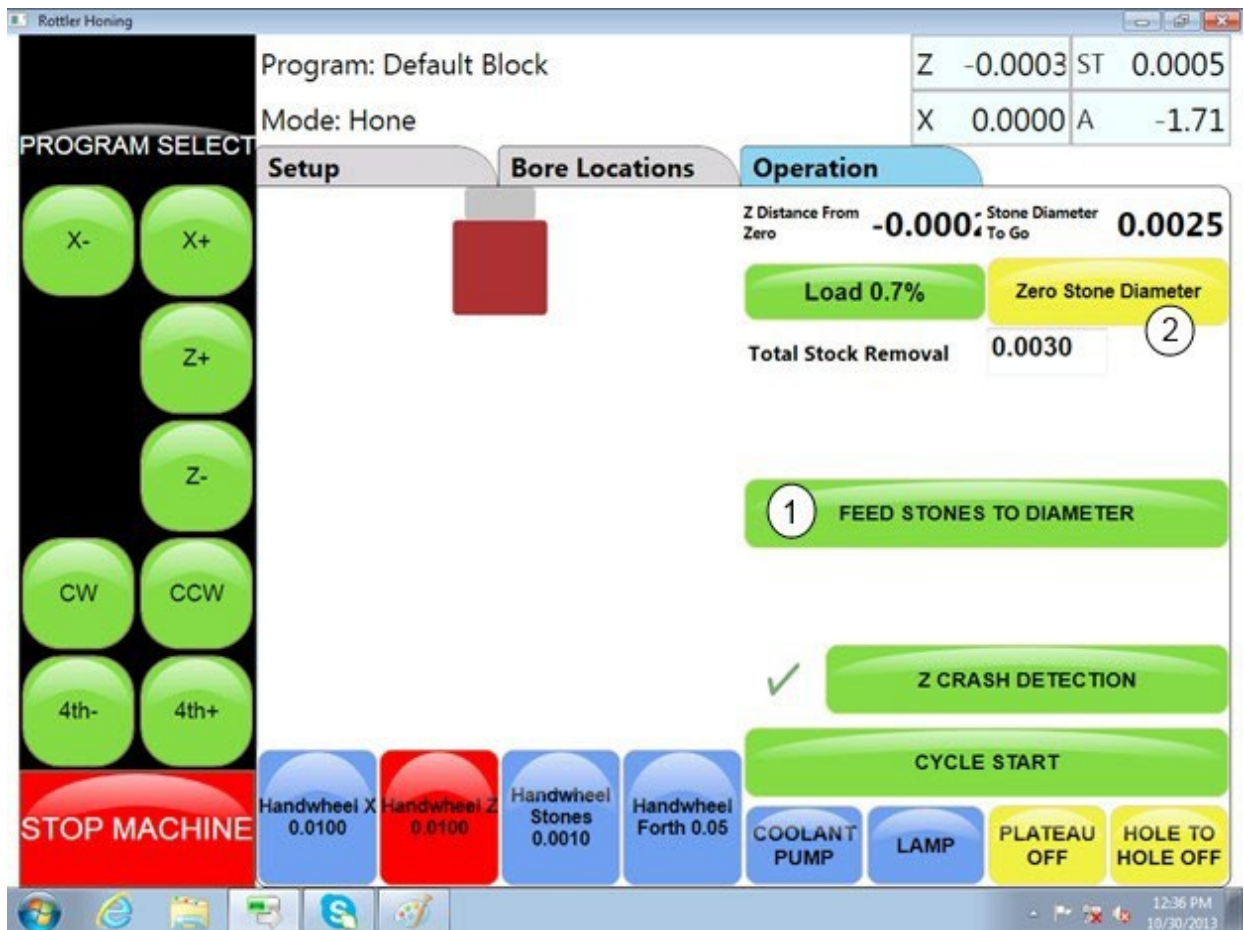 Rottler Honing
Program: Default Block
Z -0.0003 ST 0.0005
Mode: Hone
X 0.0000 A -1.71
PROGRAM SELECT
Setup
Bore Locations
Operation
X-
X+
Z+
Z-
CW
CCW
4th-
4th+
STOP MACHINE
Z Distance From
Zero
-0.000
Stone Diameter
To Go
0.0025
Load 0.7%
Zero Stone Diameter
2
Total Stock Removal
0.0030
1
FEED STONES TO DIAMETER
Z CRASH DETECTION
CYCLE START
Handwheel X
0.0100
Handwheel Z
0.0100
Handwheel
Stones
0.0010
Handwheel
Forth 0.05
COOLANT
PUMP
LAMP
PLATEAU
OFF
HOLE TO
HOLE OFF
12:36 PM
10/30/2013